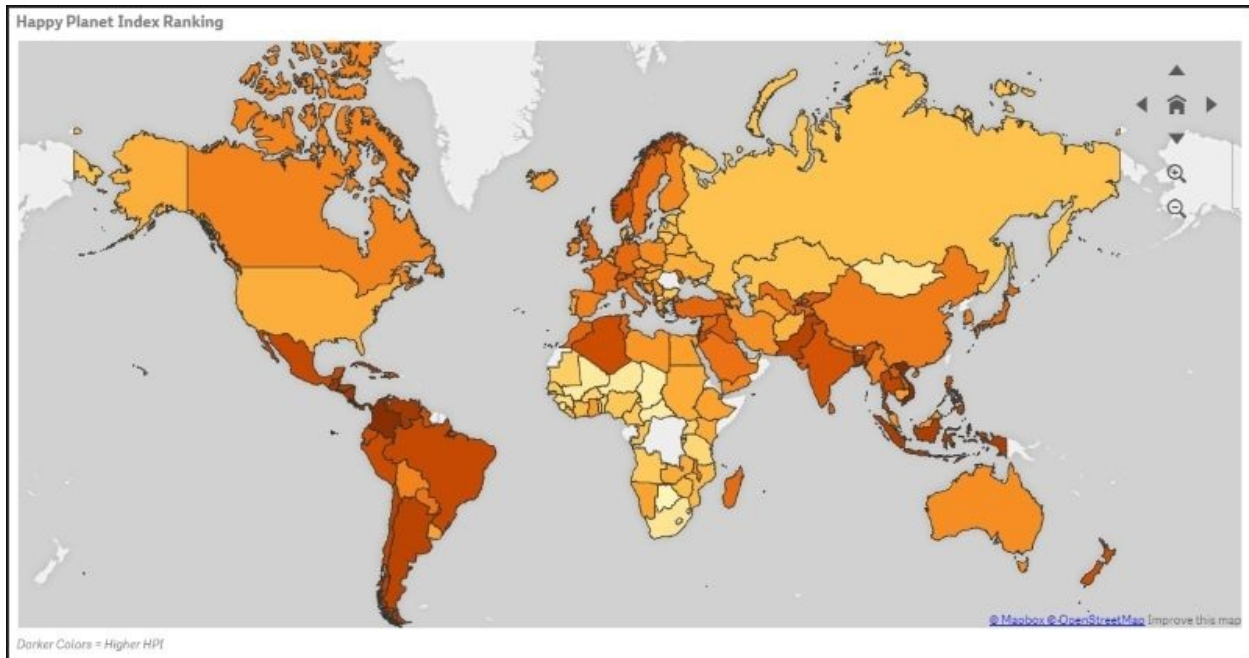 Happy Planet Index Ranking
© Mapbox © OpenStreetMap Improve this map
Darker Colors = Higher HPI